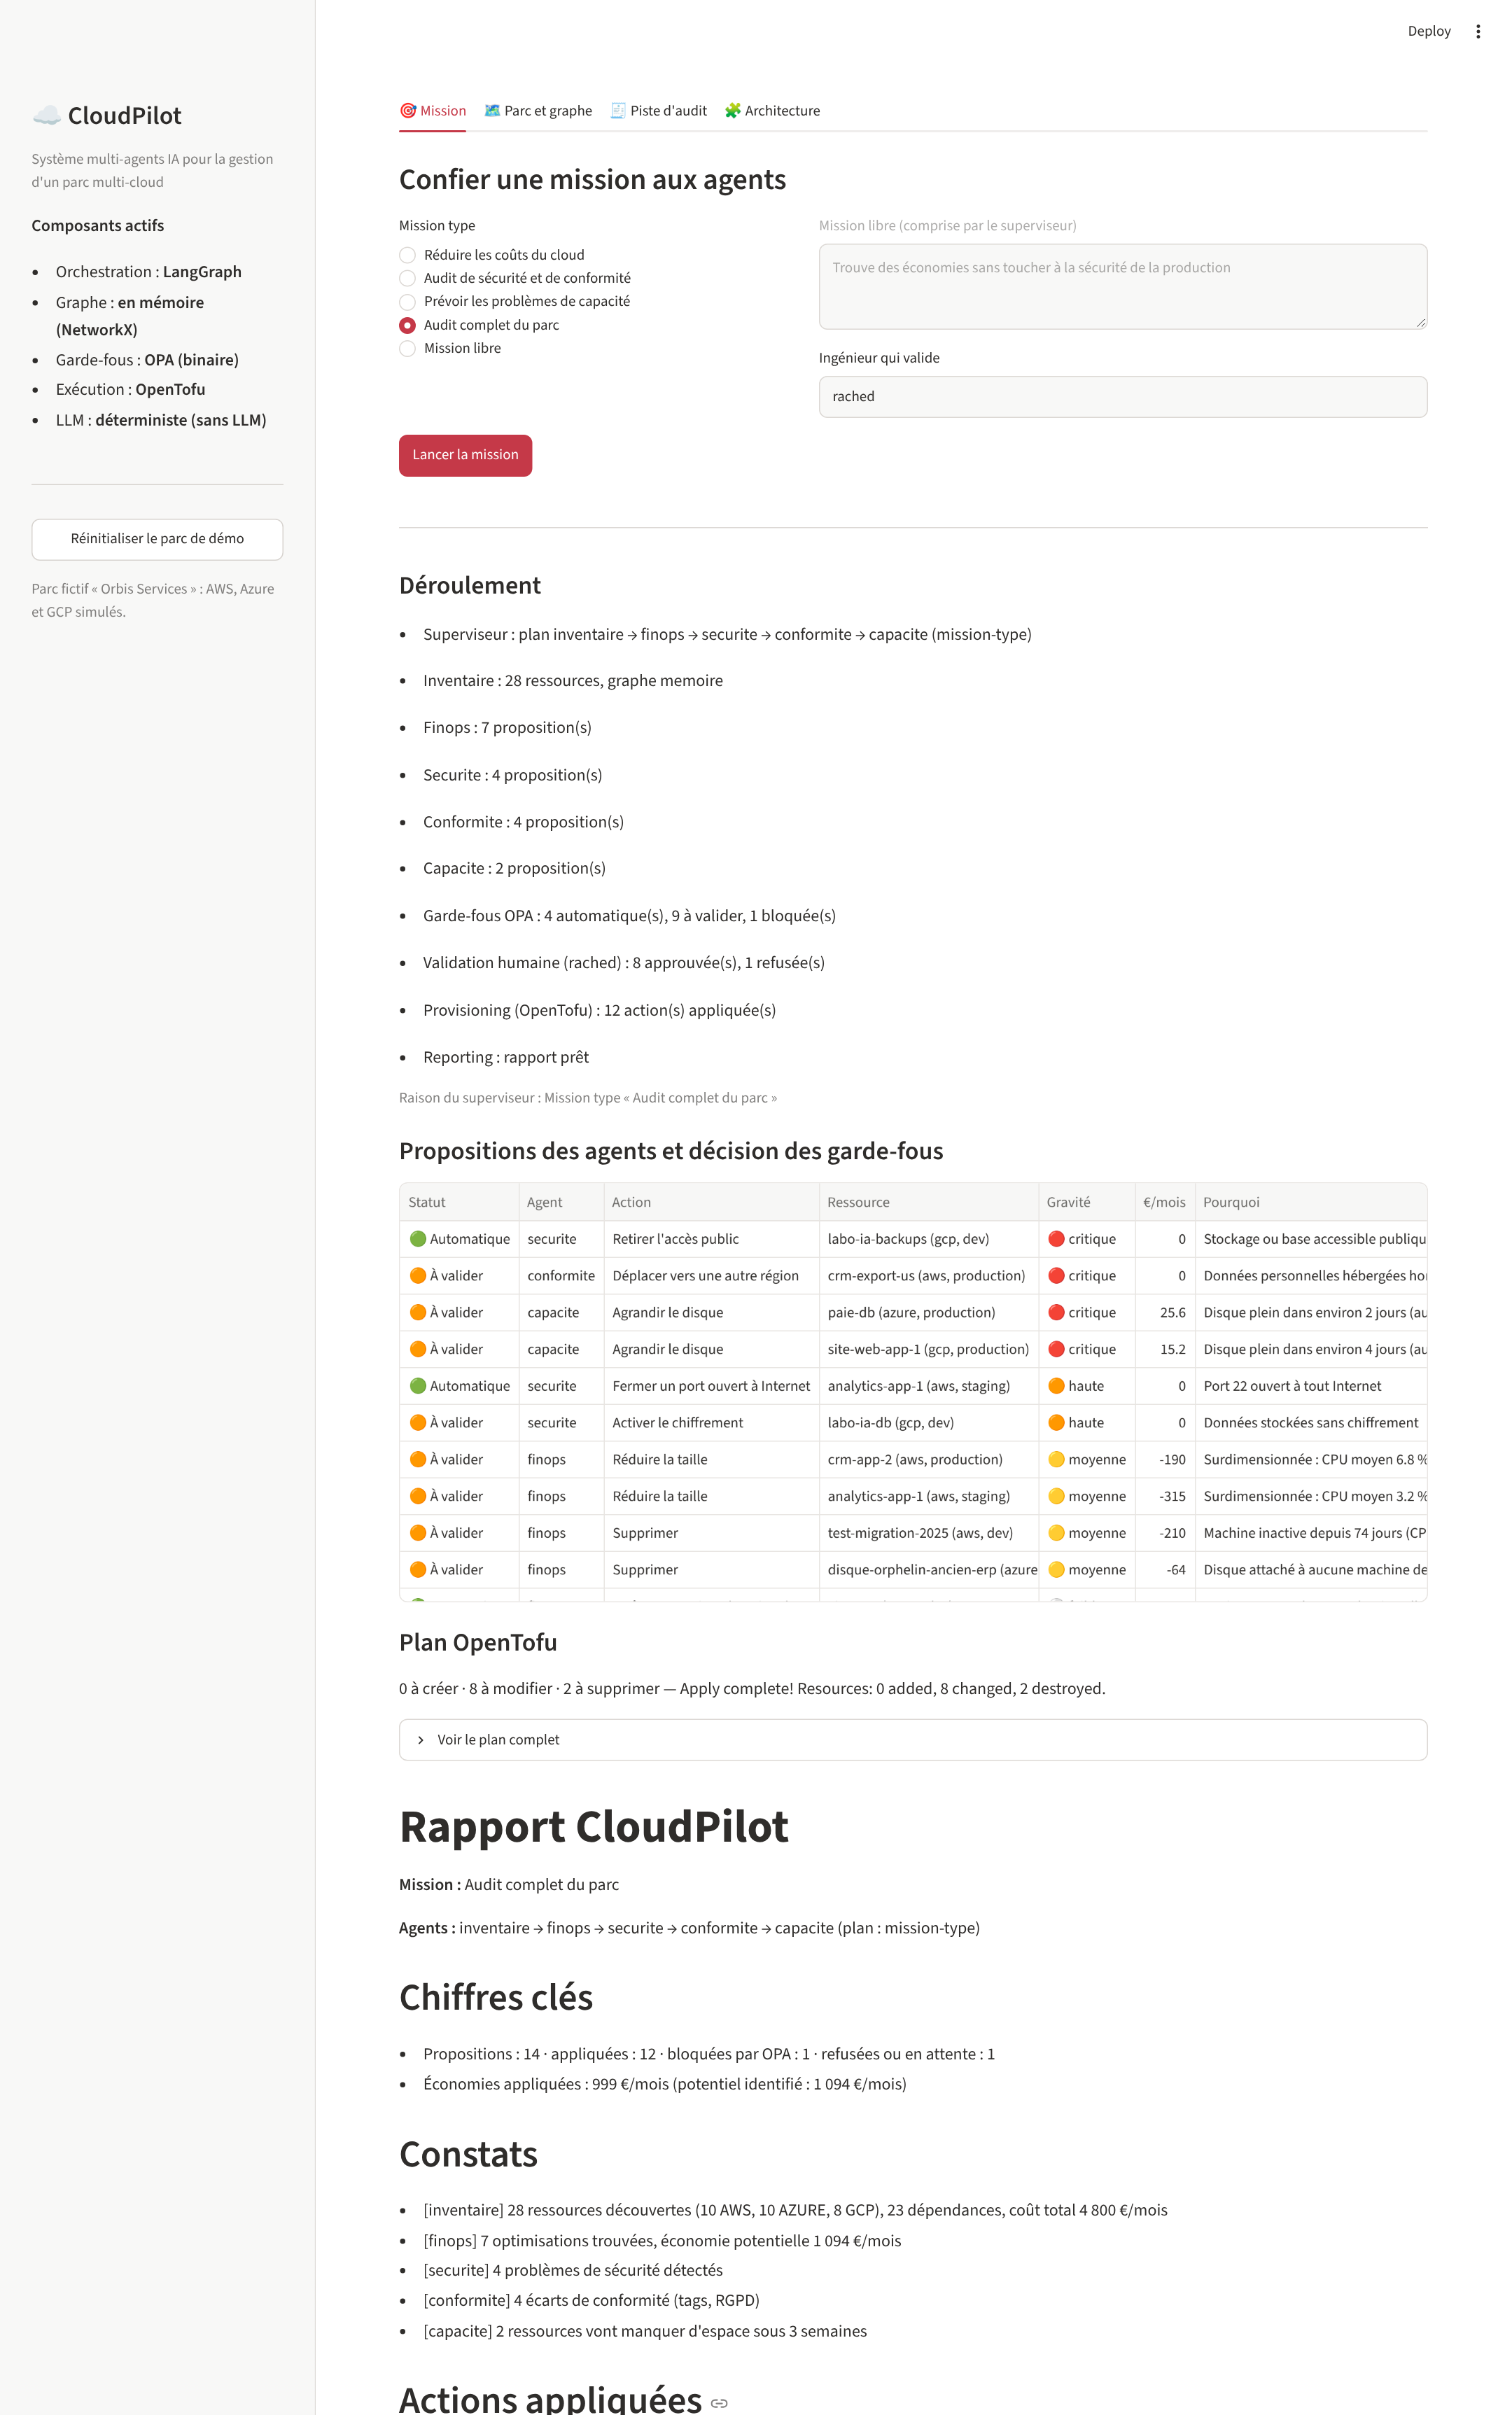 Deploy
☁️ CloudPilot
Système multi-agents IA pour la gestion
d'un parc multi-cloud
Composants actifs
• Orchestration : LangGraph
• Graphe : en mémoire
(NetworkX)
• Garde-fous : OPA (binaire)
• Exécution : OpenTofu
• LLM : déterministe (sans LLM)
Réinitialiser le parc de démo
Parc fictif « Orbis Services » : AWS, Azure
et GCP simulés.
🎯 Mission 🗺️ Parc et graphe 🧾 Piste d'audit 🧩 Architecture
Confier une mission aux agents
Mission type
Réduire les coûts du cloud
Audit de sécurité et de conformité
Prévoir les problèmes de capacité
Audit complet du parc
Mission libre
Mission libre (comprise par le superviseur)
Trouve des économies sans toucher à la sécurité de la production
Ingénieur qui valide
rached
Lancer la mission
Déroulement
• Superviseur : plan inventaire → finops → securite → conformite → capacite (mission-type)
• Inventaire : 28 ressources, graphe memoire
• Finops : 7 proposition(s)
• Securite : 4 proposition(s)
• Conformite : 4 proposition(s)
• Capacite : 2 proposition(s)
• Garde-fous OPA : 4 automatique(s), 9 à valider, 1 bloquée(s)
• Validation humaine (rached) : 8 approuvée(s), 1 refusée(s)
• Provisioning (OpenTofu) : 12 action(s) appliquée(s)
• Reporting : rapport prêt
Raison du superviseur : Mission type « Audit complet du parc »
Propositions des agents et décision des garde-fous
Statut Agent Action Ressource Gravité €/mois Pourquoi
🟢 Automatique securite Retirer l'accès public labo-ia-backups (gcp, dev) 🔴 critique 0 Stockage ou base accessible publiqu
🟠 À valider conformite Déplacer vers une autre région crm-export-us (aws, production) 🔴 critique 0 Données personnelles hébergées hor
🟠 À valider capacite Agrandir le disque paie-db (azure, production) 🔴 critique 25.6 Disque plein dans environ 2 jours (au
🟠 À valider capacite Agrandir le disque site-web-app-1 (gcp, production) 🔴 critique 15.2 Disque plein dans environ 4 jours (au
🟢 Automatique securite Fermer un port ouvert à Internet analytics-app-1 (aws, staging) 🟠 haute 0 Port 22 ouvert à tout Internet
🟠 À valider securite Activer le chiffrement labo-ia-db (gcp, dev) 🟠 haute 0 Données stockées sans chiffrement
🟠 À valider finops Réduire la taille crm-app-2 (aws, production) 🟡 moyenne -190 Surdimensionnée : CPU moyen 6.8 %
🟠 À valider finops Réduire la taille analytics-app-1 (aws, staging) 🟡 moyenne -315 Surdimensionnée : CPU moyen 3.2 %
🟠 À valider finops Supprimer test-migration-2025 (aws, dev) 🟡 moyenne -210 Machine inactive depuis 74 jours (CP
🟠 À valider finops Supprimer disque-orphelin-ancien-erp (azure 🟡 moyenne -64 Disque attaché à aucune machine de
Plan OpenTofu
0 à créer · 8 à modifier · 2 à supprimer — Apply complete! Resources: 0 added, 8 changed, 2 destroyed.
Voir le plan complet
Rapport CloudPilot
Mission : Audit complet du parc
Agents : inventaire → finops → securite → conformite → capacite (plan : mission-type)
Chiffres clés
• Propositions : 14 · appliquées : 12 · bloquées par OPA : 1 · refusées ou en attente : 1
• Économies appliquées : 999 €/mois (potentiel identifié : 1 094 €/mois)
Constats
• [inventaire] 28 ressources découvertes (10 AWS, 10 AZURE, 8 GCP), 23 dépendances, coût total 4 800 €/mois
• [finops] 7 optimisations trouvées, économie potentielle 1 094 €/mois
• [securite] 4 problèmes de sécurité détectés
• [conformite] 4 écarts de conformité (tags, RGPD)
• [capacite] 2 ressources vont manquer d'espace sous 3 semaines
Actions appliquées